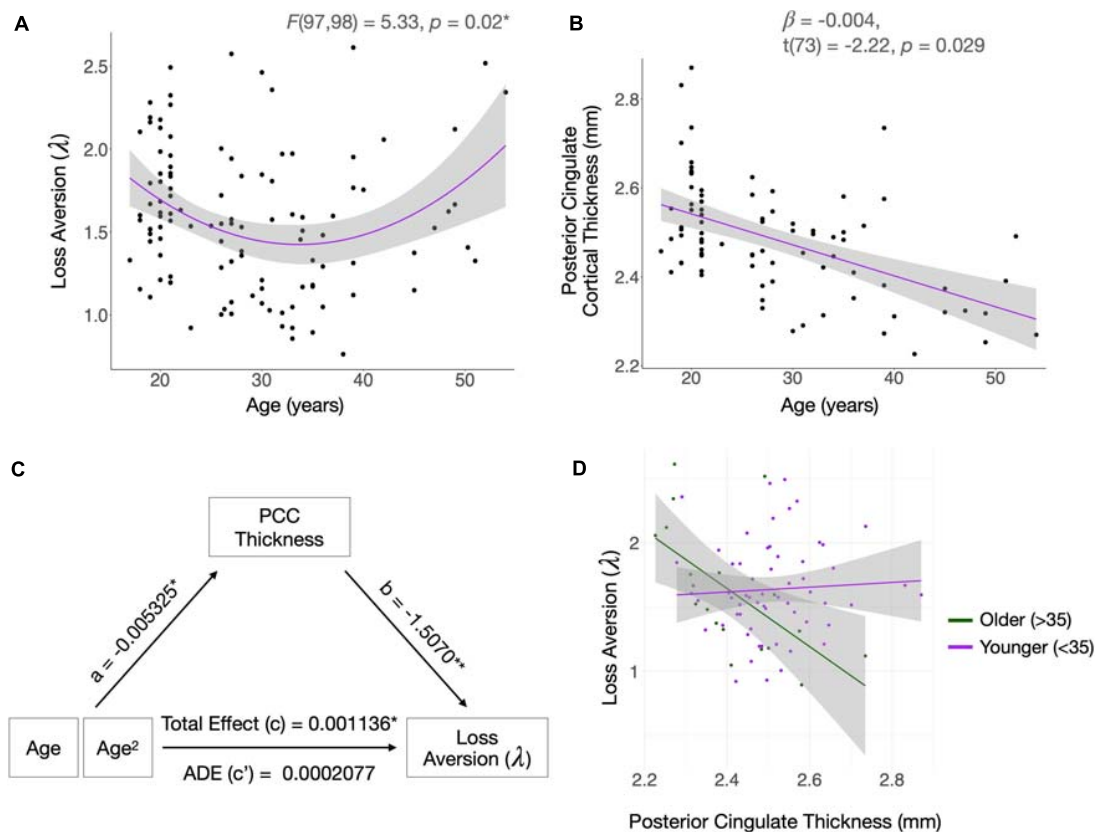 A
F(97,98) = 5.33, p = 0.02*
2.5
2.0
1.5
1.0
Loss Aversion (λ)
20 30 40 50
Age (years)
B
β = -0.004,
t(73) = -2.22, p = 0.029
2.8
2.6
2.4
2.2
Posterior Cingulate
Cortical Thickness (mm)
20 30 40 50
Age (years)
C
PCC
Thickness
a = -0.005325*
b = -1.5070**
Age
Age²
Total Effect (c) = 0.001136*
ADE (c') = 0.0002077
Loss
Aversion (λ)
D
2
1
Loss Aversion (λ)
2.2 2.4 2.6 2.8
Posterior Cingulate Thickness (mm)
Older (>35)
Younger (<35)